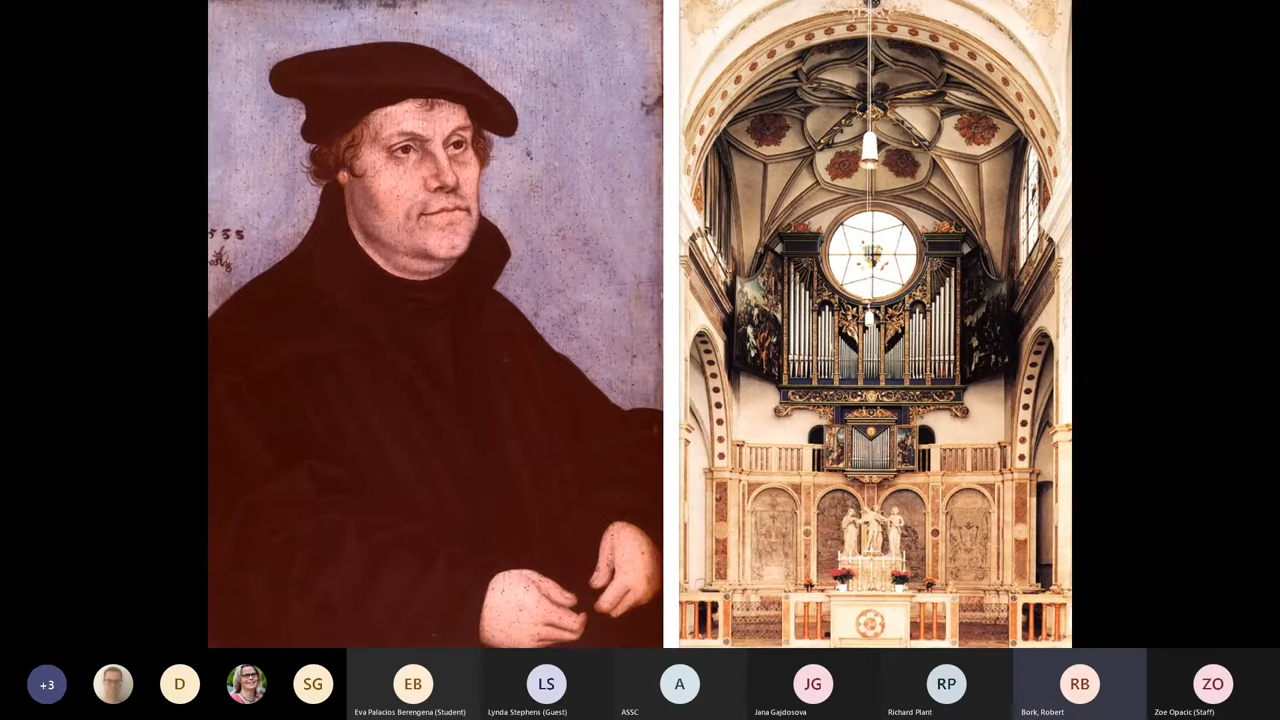 +3
D
SG
EB
Eva Palacios Berengena (Student)
LS
Lynda Stephens (Guest)
A
ASSC
JG
Jana Gajdosova
RP
Richard Plant
RB
Bork, Robert
ZO
Zoe Opacic (Staff)